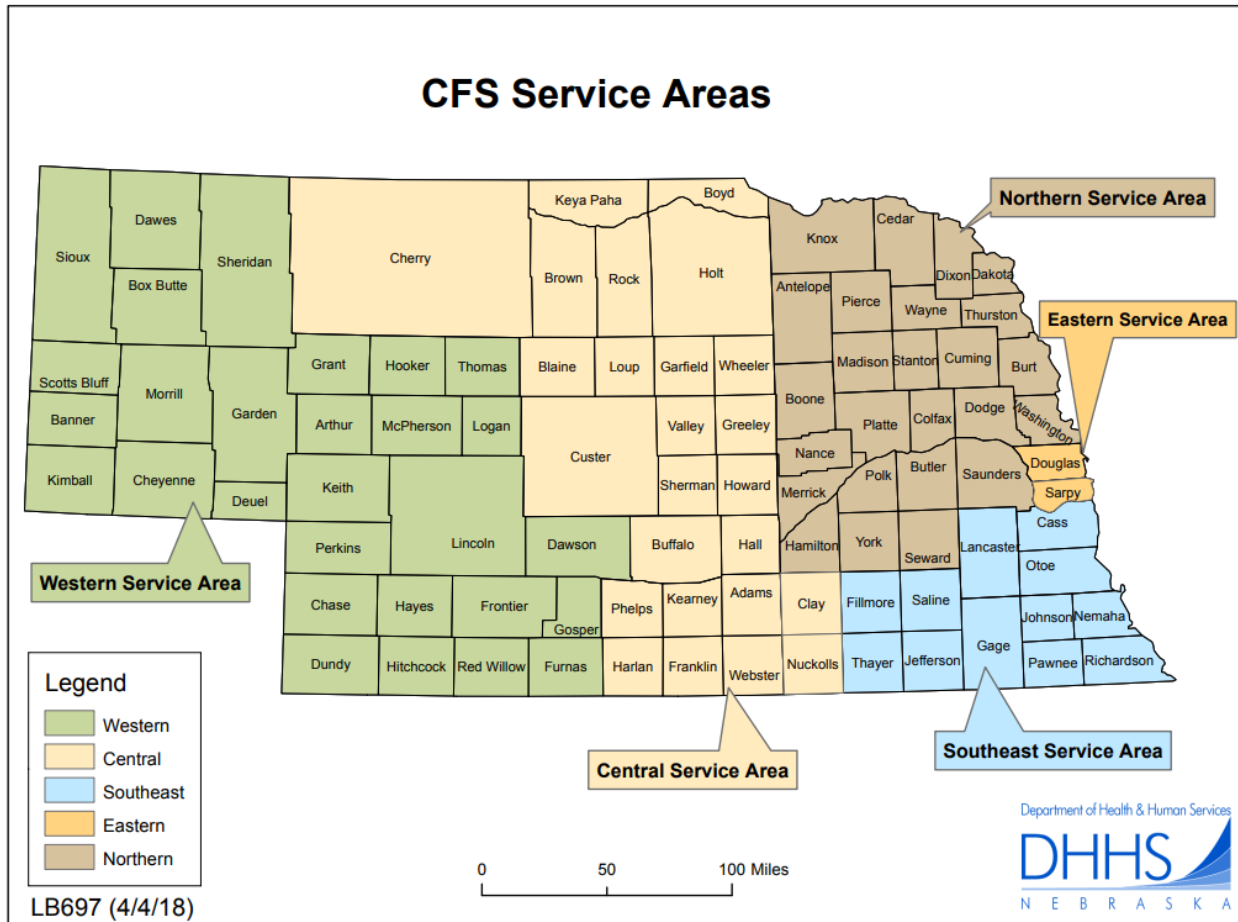 CFS Service Areas
Northern Service Area
Eastern Service Area
Western Service Area
Central Service Area
Southeast Service Area
Sioux
Dawes
Sheridan
Box Butte
Cherry
Keya Paha
Boyd
Brown
Rock
Holt
Knox
Cedar
Dixon
Dakota
Antelope
Pierce
Wayne
Thurston
Scotts Bluff
Morrill
Garden
Banner
Kimball
Cheyenne
Deuel
Grant
Hooker
Thomas
Arthur
McPherson
Logan
Blaine
Loup
Garfield
Wheeler
Custer
Valley
Greeley
Sherman
Howard
Boone
Madison
Stanton
Cuming
Burt
Nance
Platte
Colfax
Dodge
Washington
Merrick
Polk
Butler
Saunders
Douglas
Sarpy
Keith
Perkins
Lincoln
Dawson
Buffalo
Hall
Hamilton
York
Seward
Lancaster
Cass
Otoe
Chase
Hayes
Frontier
Gosper
Phelps
Kearney
Adams
Clay
Fillmore
Saline
Gage
Johnson
Nemaha
Dundy
Hitchcock
Red Willow
Furnas
Harlan
Franklin
Webster
Nuckolls
Thayer
Jefferson
Pawnee
Richardson
Legend
Western
Central
Southeast
Eastern
Northern
LB697 (4/4/18)
0 50 100 Miles
Department of Health & Human Services
DHHS
NEBRASKA